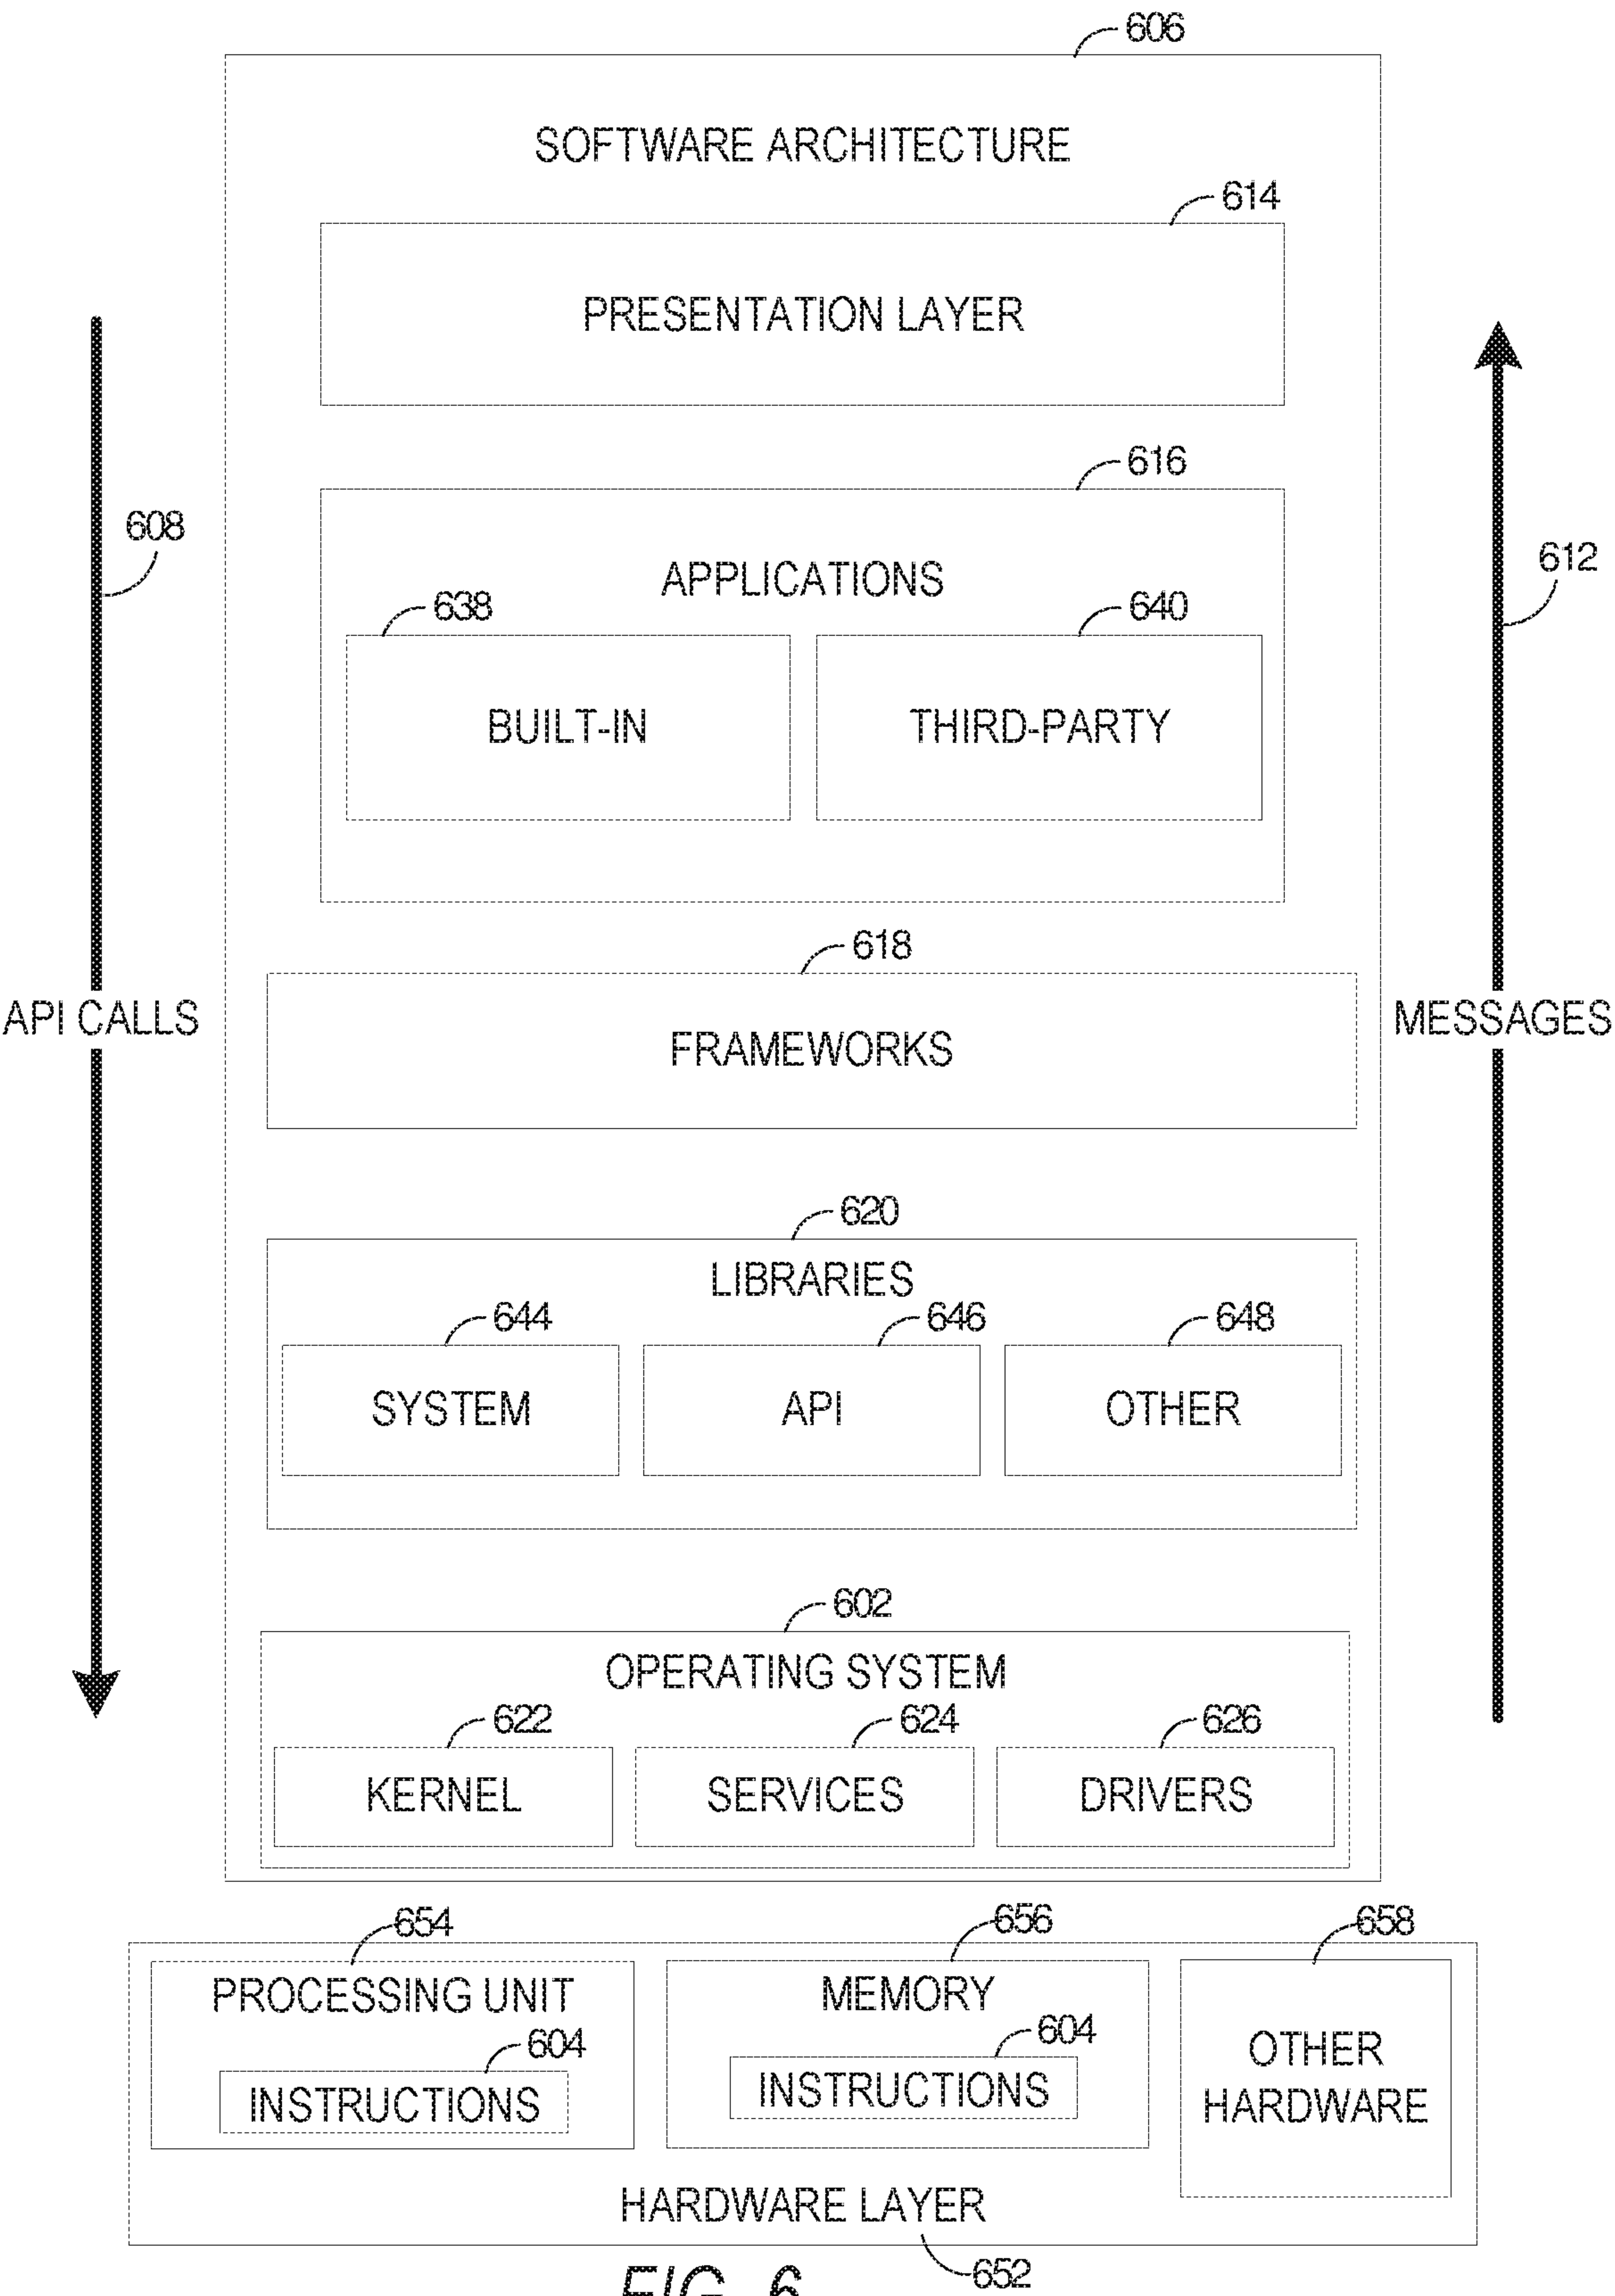 606
SOFTWARE ARCHITECTURE
614
PRESENTATION LAYER
616
608
612
APPLICATIONS
638
640
BUILT-IN
THIRD-PARTY
618
API CALLS
MESSAGES
FRAMEWORKS
620
LIBRARIES
644
646
648
SYSTEM
API
OTHER
602
OPERATING SYSTEM
622
624
626
KERNEL
SERVICES
DRIVERS
654
656
658
PROCESSING UNIT
MEMORY
604
604
OTHER
HARDWARE
INSTRUCTIONS
INSTRUCTIONS
HARDWARE LAYER
652
FIG. 6